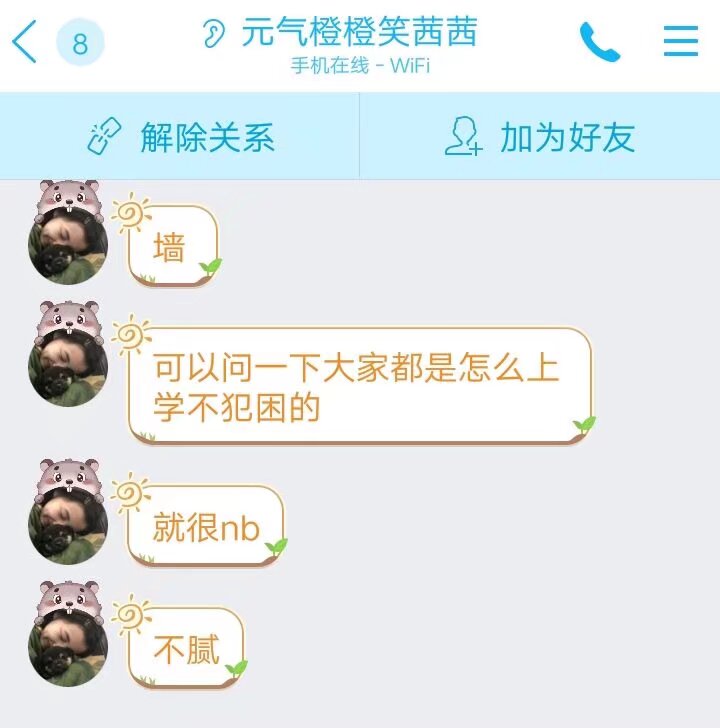 8
元气橙橙笑茜茜
手机在线 - WiFi
解除关系
加为好友
墙
可以问一下大家都是怎么上
学不犯困的
就很nb
不腻